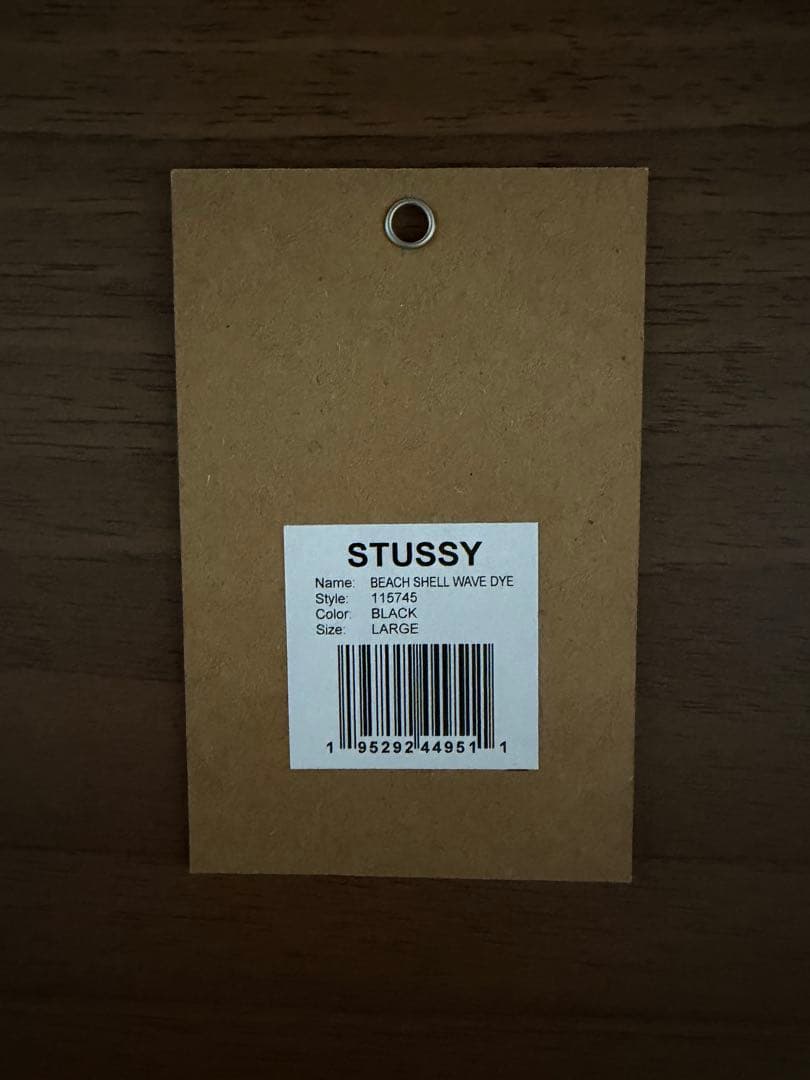 STUSSY
Name: BEACH SHELL WAVE DYE
Style: 115745
Color: BLACK
Size: LARGE
1 95292 44951 1